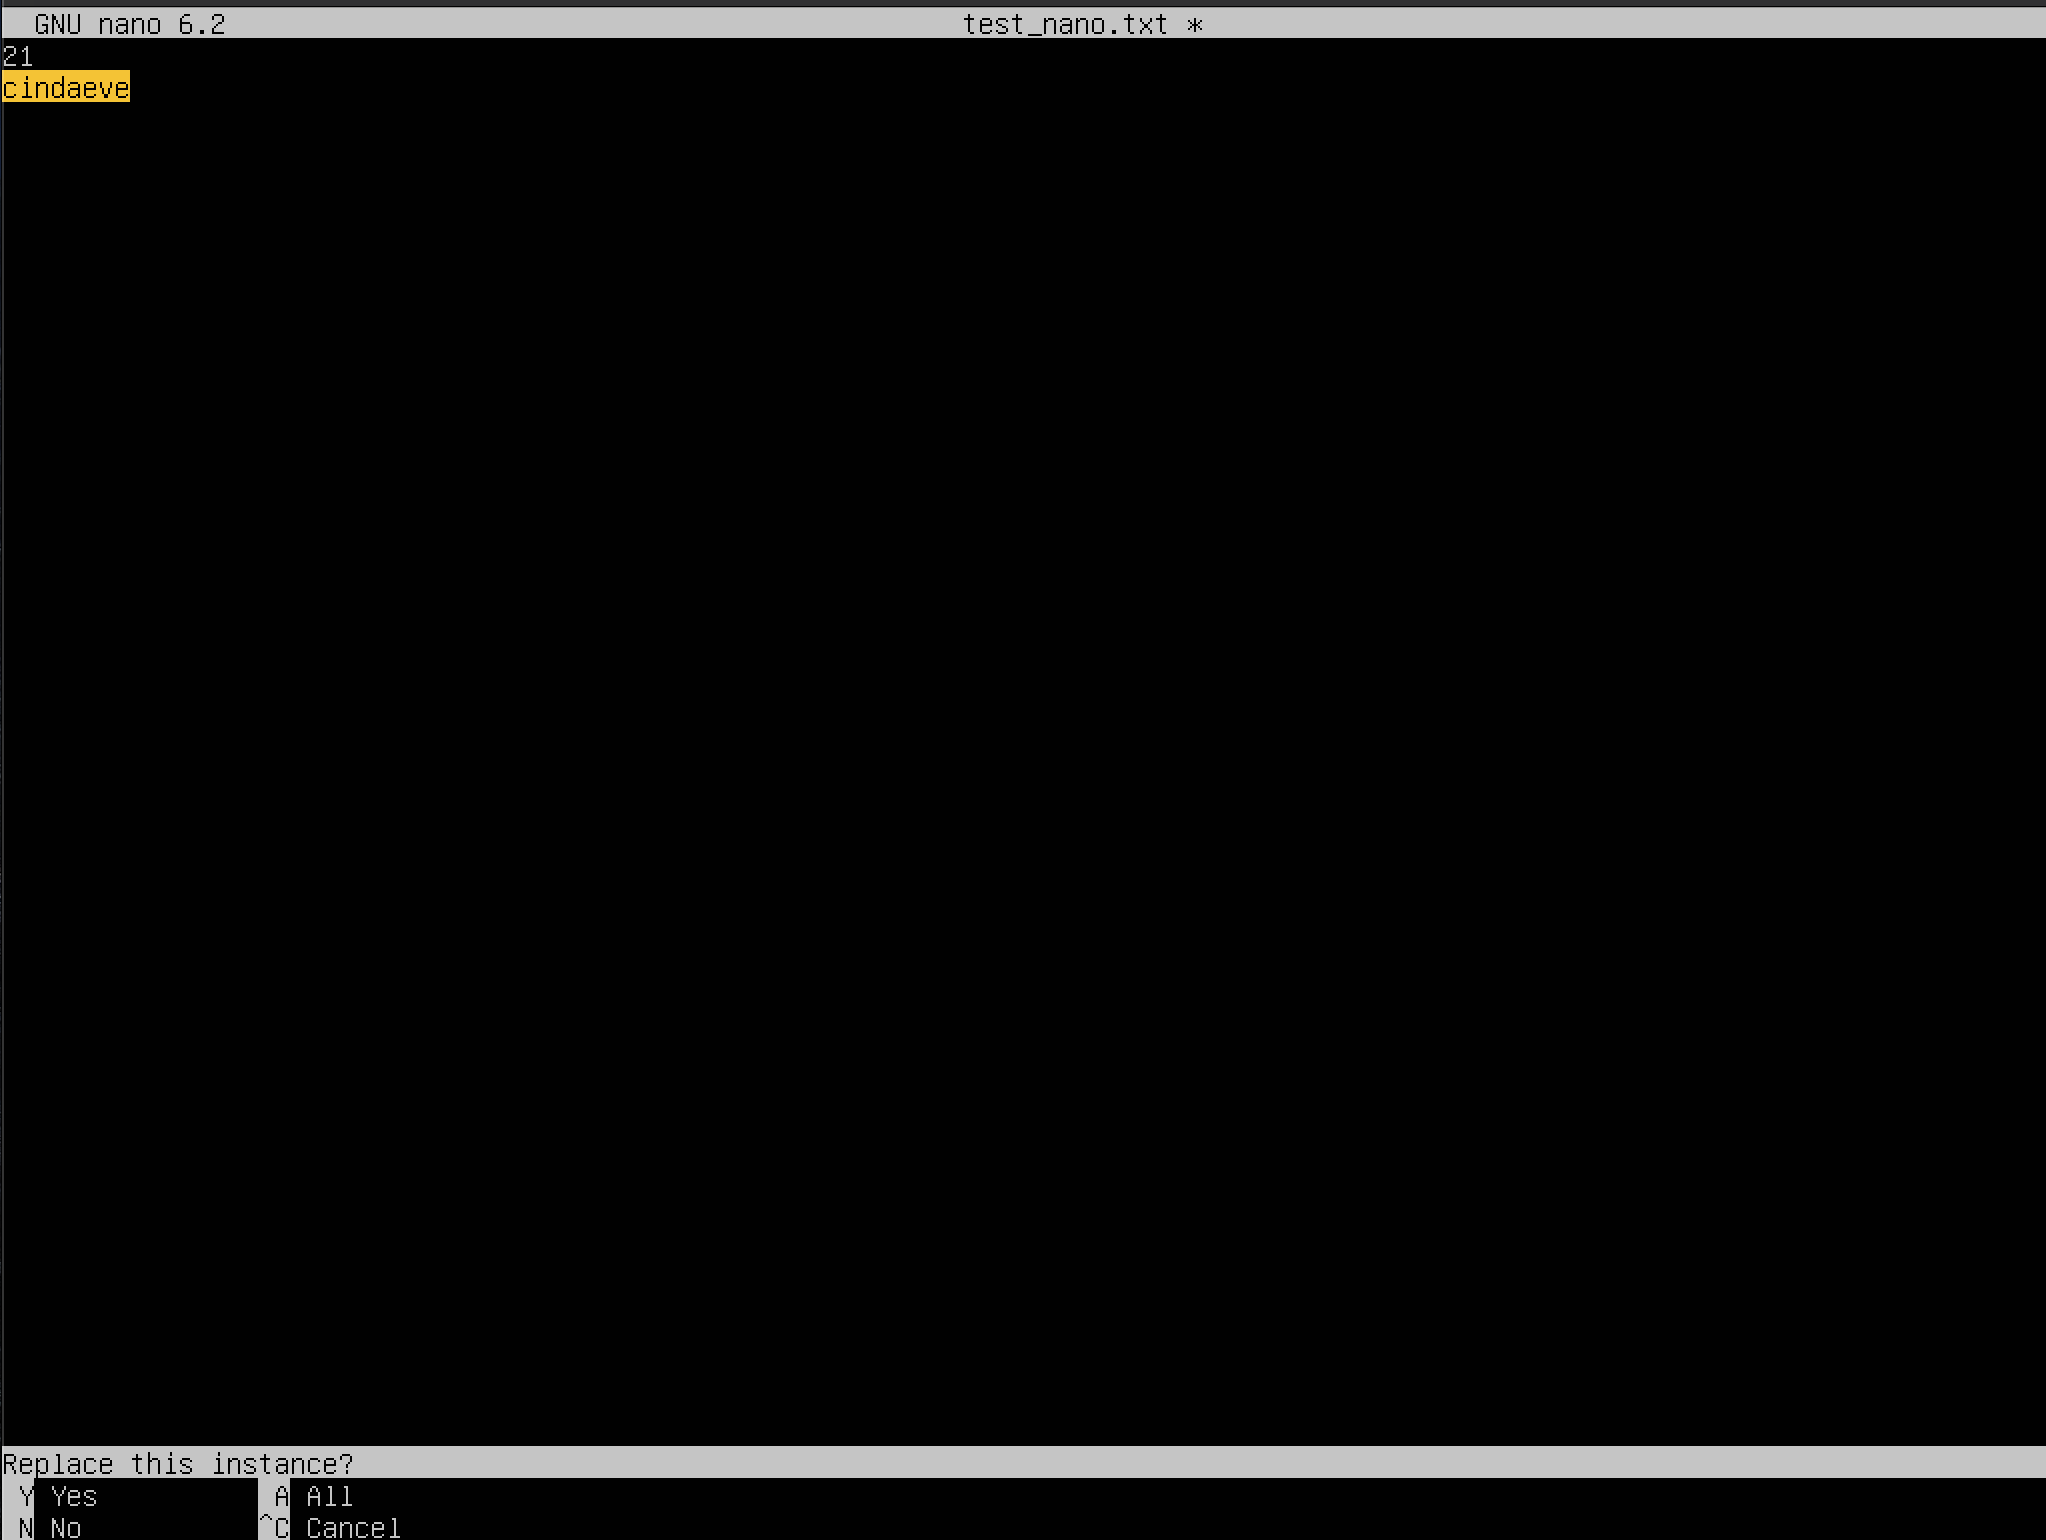 GNU nano 6.2 test_nano.txt *
21
cindaeve
Replace this instance?
Y Yes A All
N No ^C Cancel